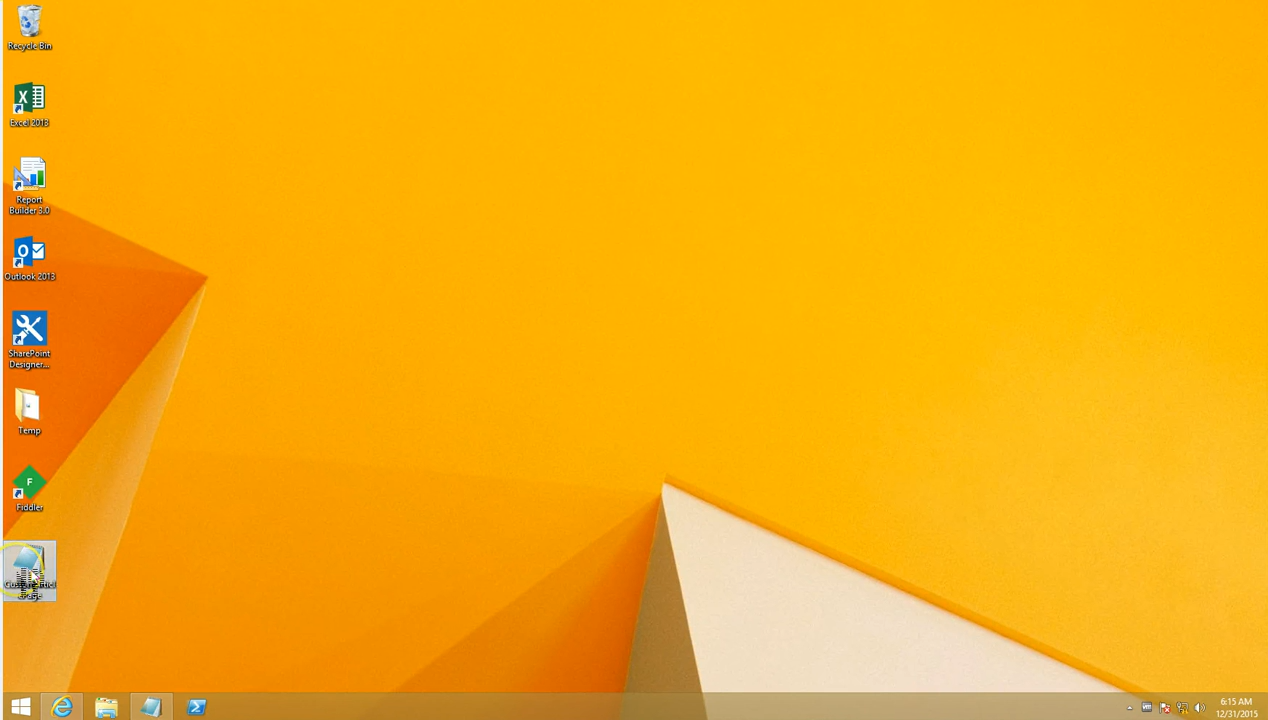 Recycle Bin
Excel 2013
Report
Builder 3.0
Outlook 2013
SharePoint
Designer...
Temp
F
Fiddler
Page
6:15 AM
12/31/2015